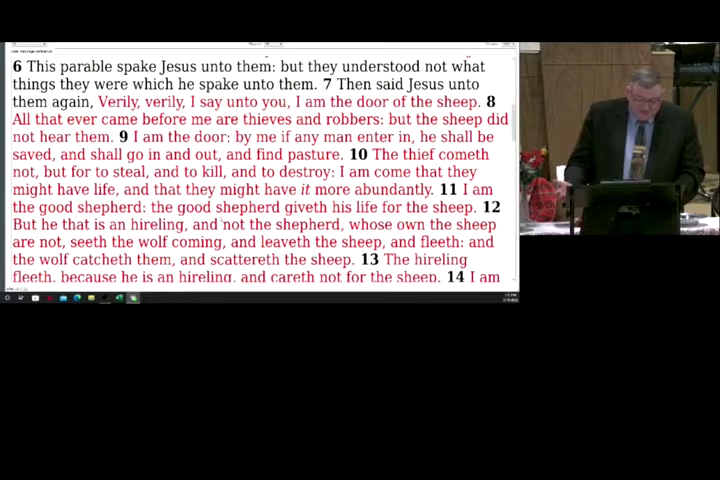 6 This parable spake Jesus unto them: but they understood not what
things they were which he spake unto them. 7 Then said Jesus unto
them again, Verily, verily, I say unto you, I am the door of the sheep. 8
All that ever came before me are thieves and robbers: but the sheep did
not hear them. 9 I am the door: by me if any man enter in, he shall be
saved, and shall go in and out, and find pasture. 10 The thief cometh
not, but for to steal, and to kill, and to destroy: I am come that they
might have life, and that they might have it more abundantly. 11 I am
the good shepherd: the good shepherd giveth his life for the sheep. 12
But he that is an hireling, and not the shepherd, whose own the sheep
are not, seeth the wolf coming, and leaveth the sheep, and fleeth: and
the wolf catcheth them, and scattereth the sheep. 13 The hireling
fleeth, because he is an hireling, and careth not for the sheep. 14 I am